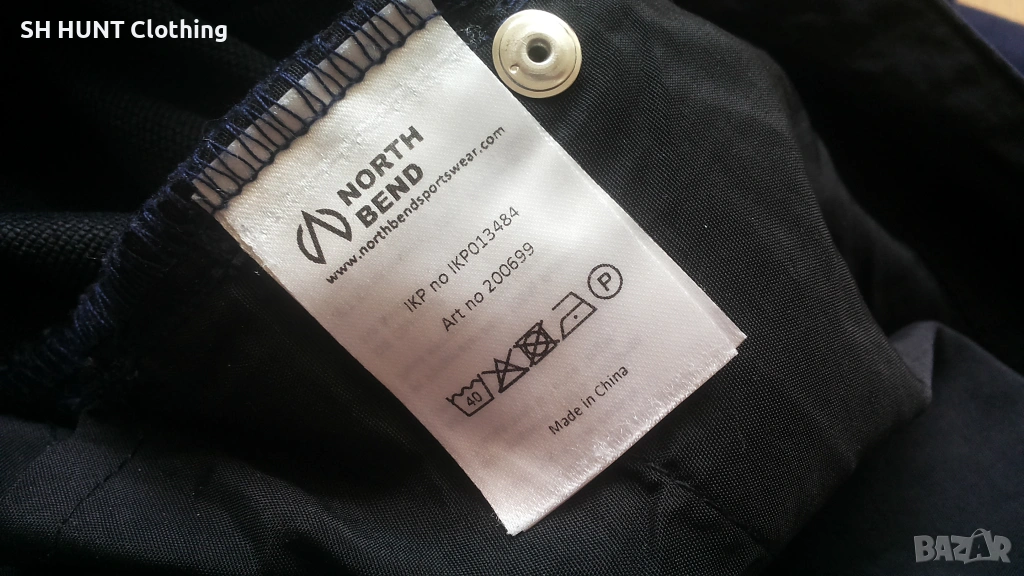 SH HUNT Clothing
NORTH
BEND
www.northbendsportswear.com
IKP no IKP013484
Art no 200699
40
P
Made in China
BAZAR